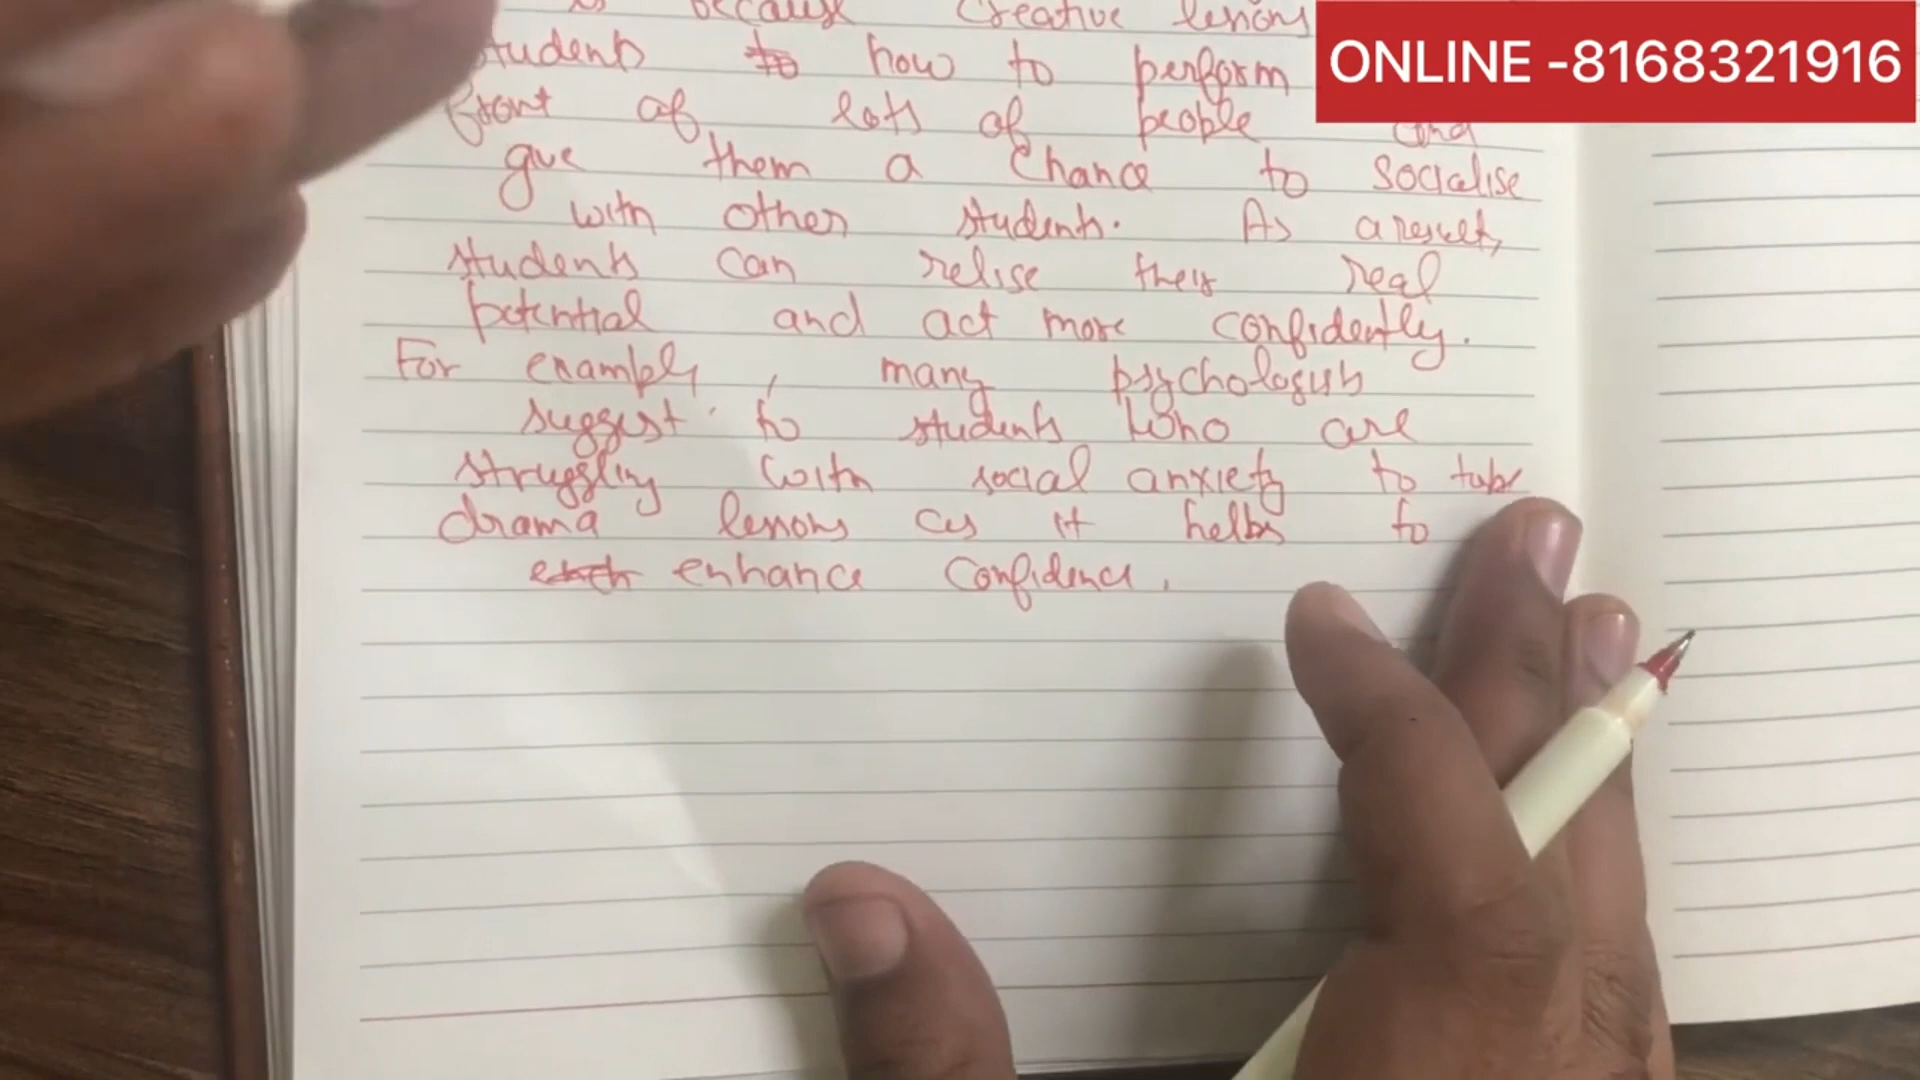 is because creative lessons
ONLINE -8168321916
students to how to perform
front of lots of people and
give them a chance to socialise
with other students. As a result,
students can relise their real
potential and act more confidently.
For example, many psychologists
suggest to students who are
struggling with social anxiety to take
drama lessons as it helps to
enhance confidence.